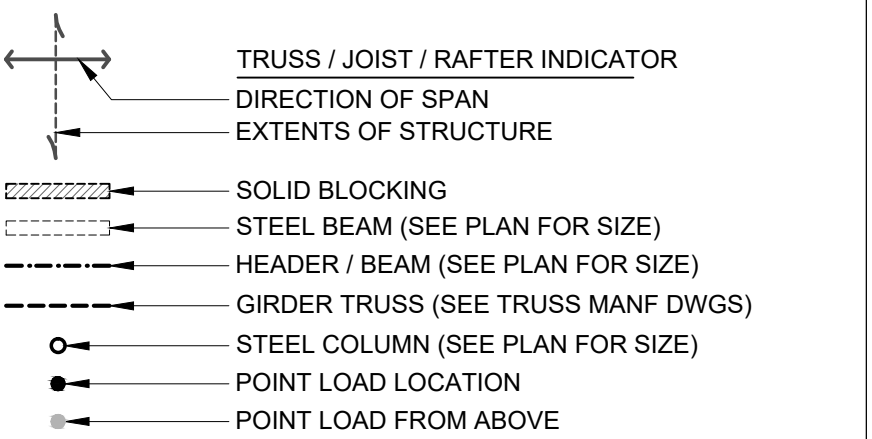 TRUSS / JOIST / RAFTER INDICATOR
DIRECTION OF SPAN
EXTENTS OF STRUCTURE
SOLID BLOCKING
STEEL BEAM (SEE PLAN FOR SIZE)
HEADER / BEAM (SEE PLAN FOR SIZE)
GIRDER TRUSS (SEE TRUSS MANF DWGS)
STEEL COLUMN (SEE PLAN FOR SIZE)
POINT LOAD LOCATION
POINT LOAD FROM ABOVE